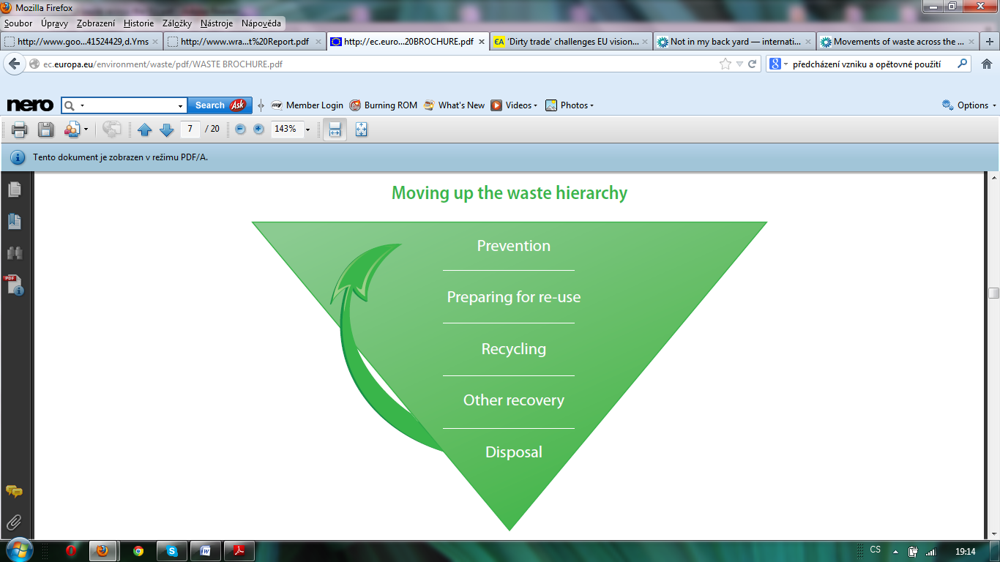 Mozilla Firefox
Soubor Úpravy Zobrazení Historie Záložky Nástroje Nápověda
http://www.goo...41524429,d.Yms http://www.wra...t%20Report.pdf http://ec.euro...20BROCHURE.pdf 'Dirty trade' challenges EU vision... Not in my back yard — internati... Movements of waste across the ...
ec.europa.eu/environment/waste/pdf/WASTE BROCHURE.pdf předcházení vzniku a opětovné použití
nero Search Ask my Member Login Burning ROM What's New Videos Photos Options
7 / 20 143%
Tento dokument je zobrazen v režimu PDF/A.
Moving up the waste hierarchy
Prevention
Preparing for re-use
Recycling
Other recovery
Disposal
CS 19:14